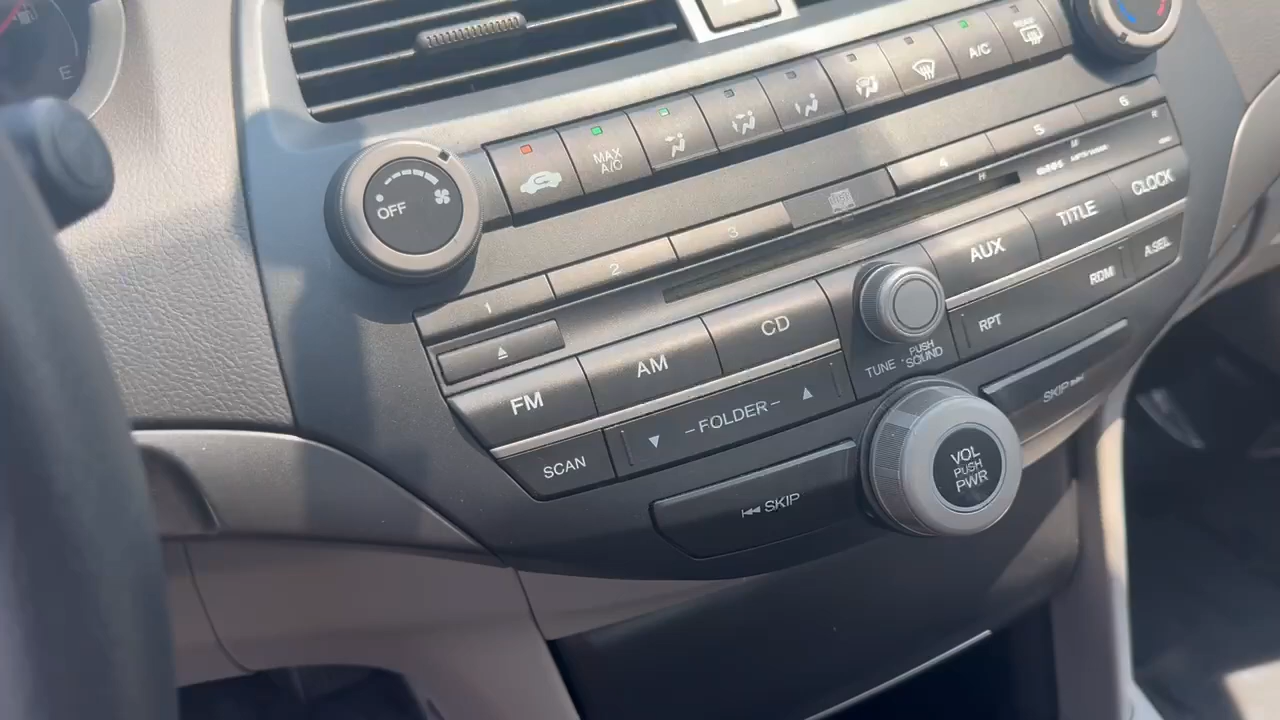 E
OFF
MAX
A/C
A/C
REAR
1
2
3
4
5
6
FM
AM
CD
AUX
TITLE
CLOCK
SCAN
– FOLDER –
TUNE
PUSH
SOUND
RPT
RDM
A.SEL
SKIP
SKIP
VOL
PUSH
PWR